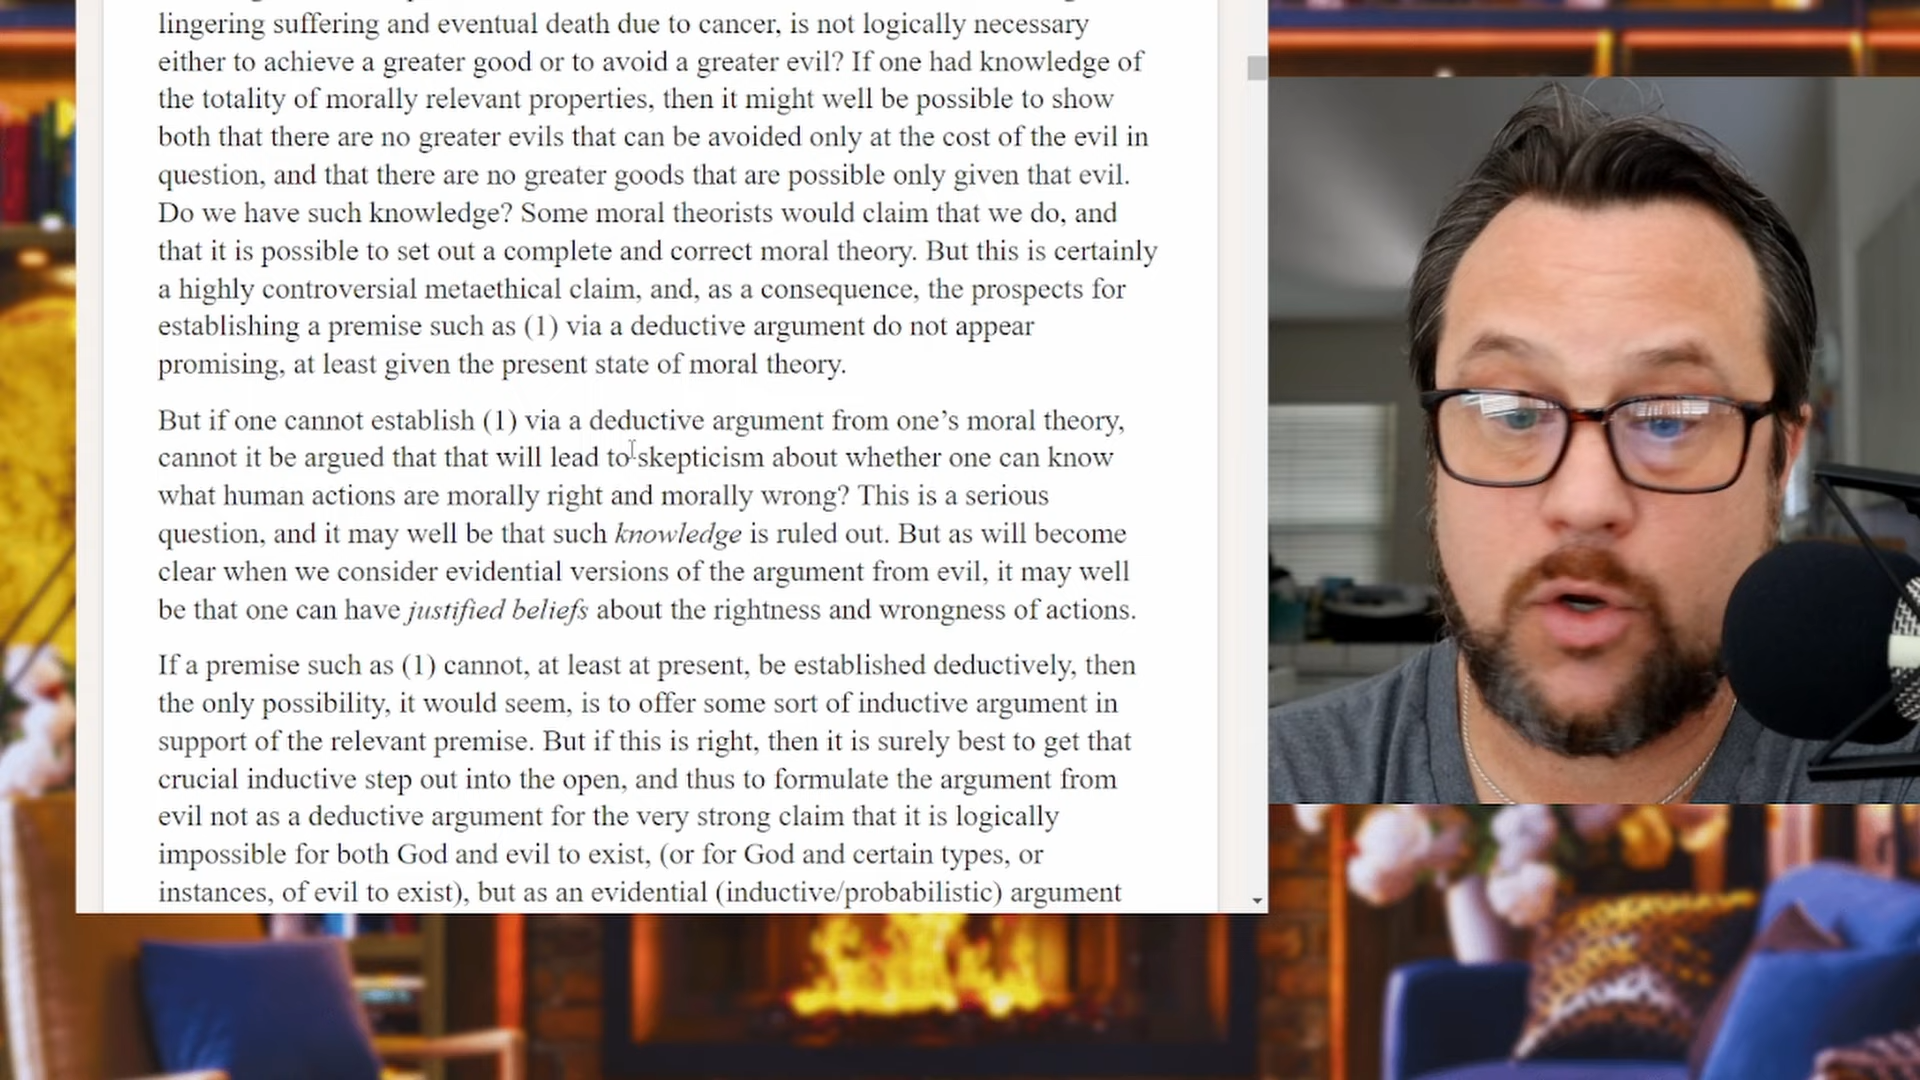 lingering suffering and eventual death due to cancer, is not logically necessary
either to achieve a greater good or to avoid a greater evil? If one had knowledge of
the totality of morally relevant properties, then it might well be possible to show
both that there are no greater evils that can be avoided only at the cost of the evil in
question, and that there are no greater goods that are possible only given that evil.
Do we have such knowledge? Some moral theorists would claim that we do, and
that it is possible to set out a complete and correct moral theory. But this is certainly
a highly controversial metaethical claim, and, as a consequence, the prospects for
establishing a premise such as (1) via a deductive argument do not appear
promising, at least given the present state of moral theory.
But if one cannot establish (1) via a deductive argument from one’s moral theory,
cannot it be argued that that will lead to skepticism about whether one can know
what human actions are morally right and morally wrong? This is a serious
question, and it may well be that such knowledge is ruled out. But as will become
clear when we consider evidential versions of the argument from evil, it may well
be that one can have justified beliefs about the rightness and wrongness of actions.
If a premise such as (1) cannot, at least at present, be established deductively, then
the only possibility, it would seem, is to offer some sort of inductive argument in
support of the relevant premise. But if this is right, then it is surely best to get that
crucial inductive step out into the open, and thus to formulate the argument from
evil not as a deductive argument for the very strong claim that it is logically
impossible for both God and evil to exist, (or for God and certain types, or
instances, of evil to exist), but as an evidential (inductive/probabilistic) argument